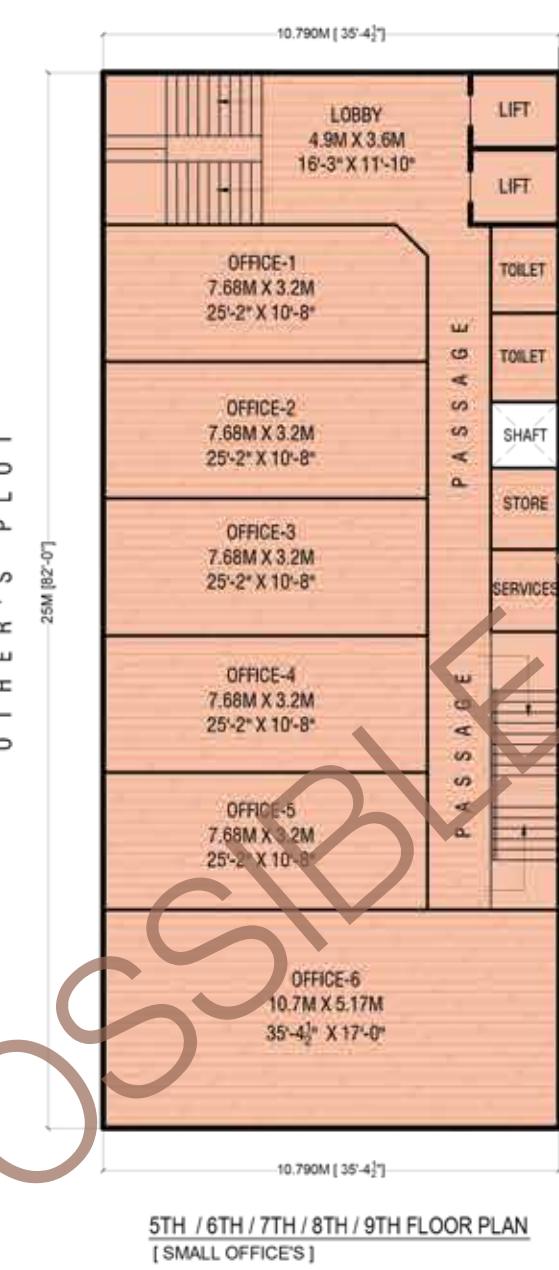 10.790M [ 35'-4½"]
LOBBY
4.9M X 3.6M
16'-3" X 11'-10"
LIFT
LIFT
OFFICE-1
7.68M X 3.2M
25'-2" X 10'-8"
TOILET
TOILET
PASSAGE
OFFICE-2
7.68M X 3.2M
25'-2" X 10'-8"
SHAFT
STORE
OTHER'S PLOT
25M [82'-0"]
OFFICE-3
7.68M X 3.2M
25'-2" X 10'-8"
SERVICES
OFFICE-4
7.68M X 3.2M
25'-2" X 10'-8"
PASSAGE
OFFICE-5
7.68M X 3.2M
25'-2" X 10'-8"
OFFICE-6
10.7M X 5.17M
35'-4½" X 17'-0"
OSSIBLE
10.790M [ 35'-4½"]
5TH / 6TH / 7TH / 8TH / 9TH FLOOR PLAN
[ SMALL OFFICE'S ]